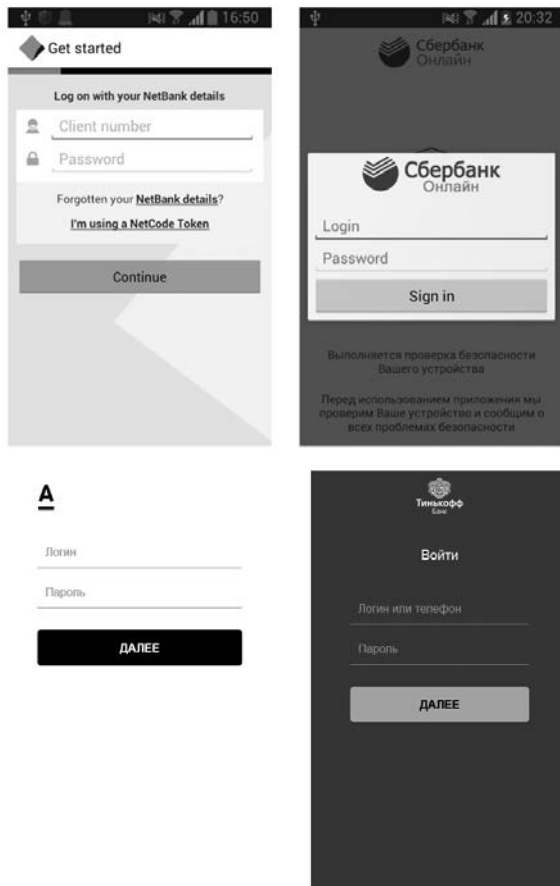 16:50
Get started
Log on with your NetBank details
Client number
Password
Forgotten your NetBank details?
I'm using a NetCode Token
Continue
20:32
Сбербанк
Онлайн
Сбербанк
Онлайн
Login
Password
Sign in
Выполняется проверка безопасности
Вашего устройства
Перед использованием приложения мы
проверим Ваше устройство и сообщим о
всех проблемах безопасности
А
Логин
Пароль
ДАЛЕЕ
Тинькофф
Банк
Войти
Логин или телефон
Пароль
ДАЛЕЕ